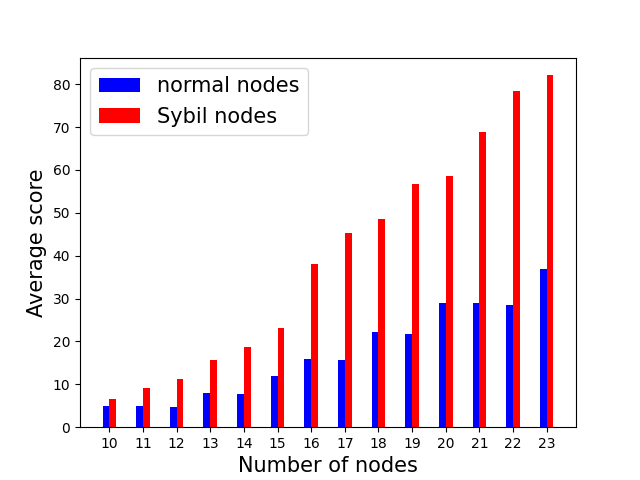 normal nodes
Sybil nodes
Average score
80
70
60
50
40
30
20
10
0
10 11 12 13 14 15 16 17 18 19 20 21 22 23
Number of nodes